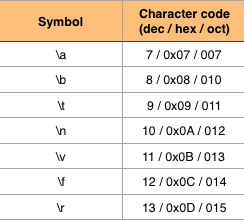 Symbol Character code
(dec / hex / oct)
\a 7 / 0x07 / 007
\b 8 / 0x08 / 010
\t 9 / 0x09 / 011
\n 10 / 0x0A / 012
\v 11 / 0x0B / 013
\f 12 / 0x0C / 014
\r 13 / 0x0D / 015